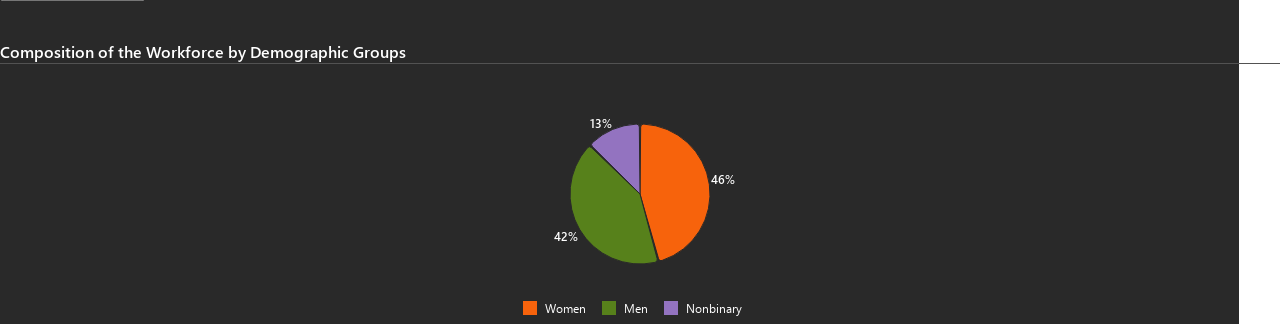 Composition of the Workforce by Demographic Groups
13%
46%
42%
Women Men Nonbinary